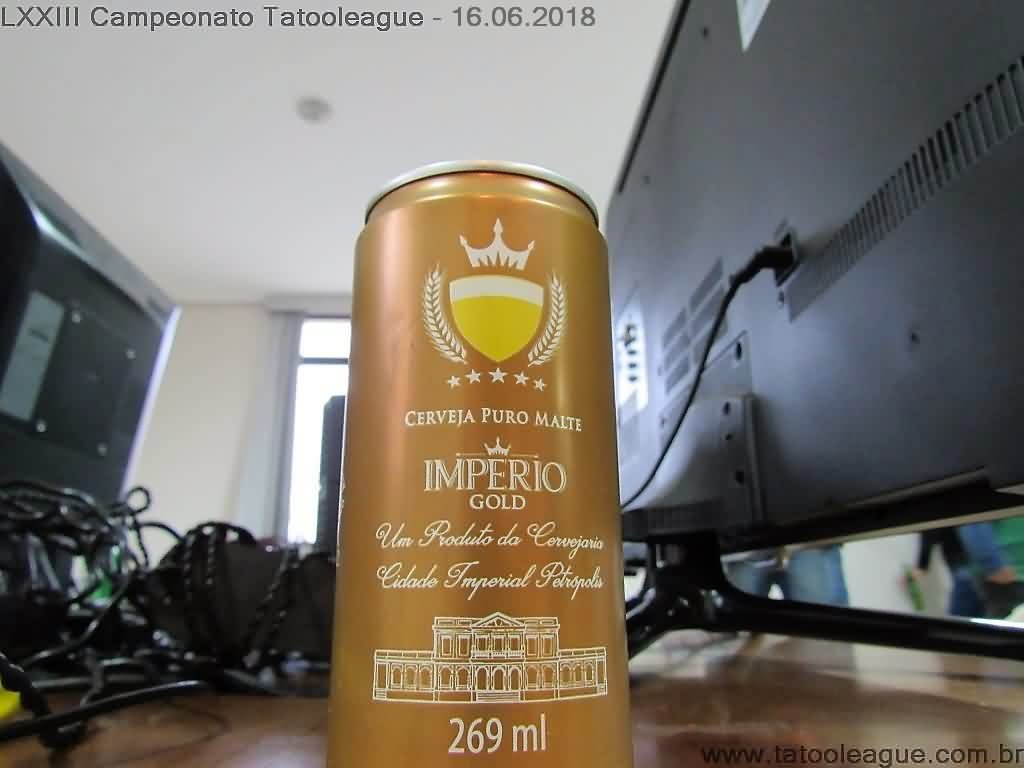 LXXIII Campeonato Tatooleague - 16.06.2018
CERVEJA PURO MALTE
IMPERIO
GOLD
Um Produto da Cervejaria
Cidade Imperial Petrópolis
269 ml
www.tatooleague.com.br